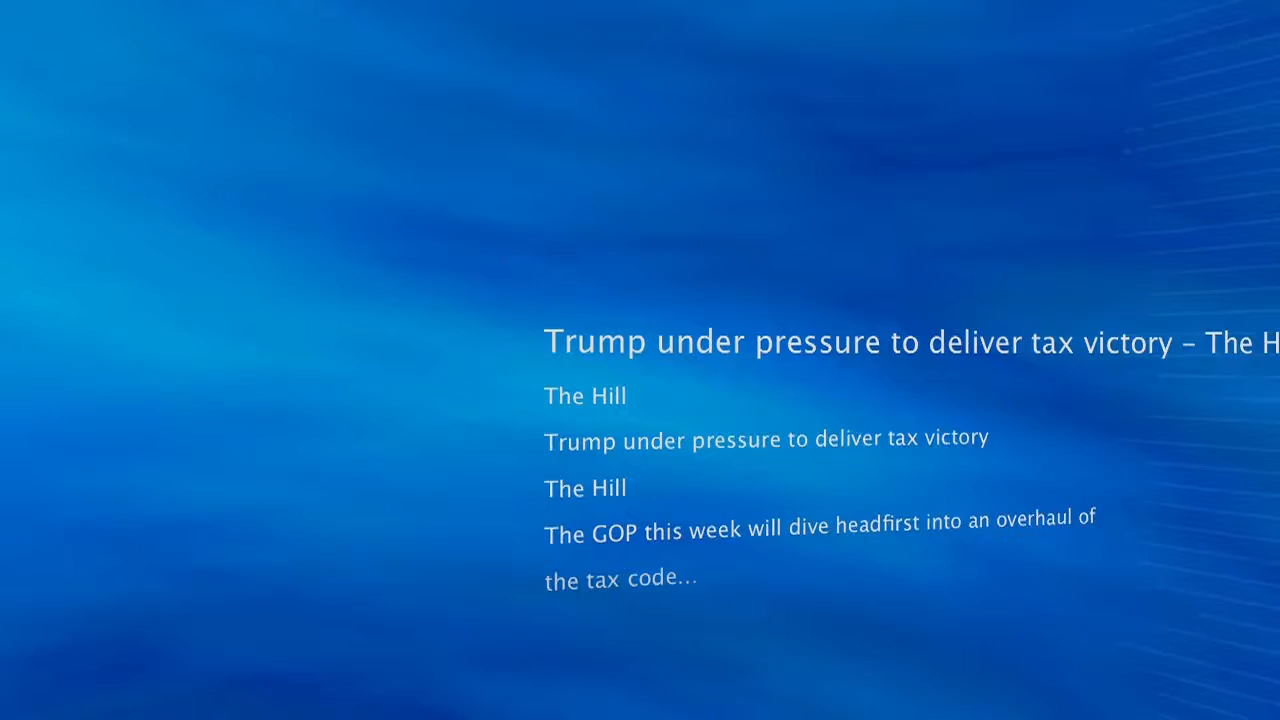 Trump under pressure to deliver tax victory – The H
The Hill
Trump under pressure to deliver tax victory
The Hill
The GOP this week will dive headfirst into an overhaul of
the tax code...